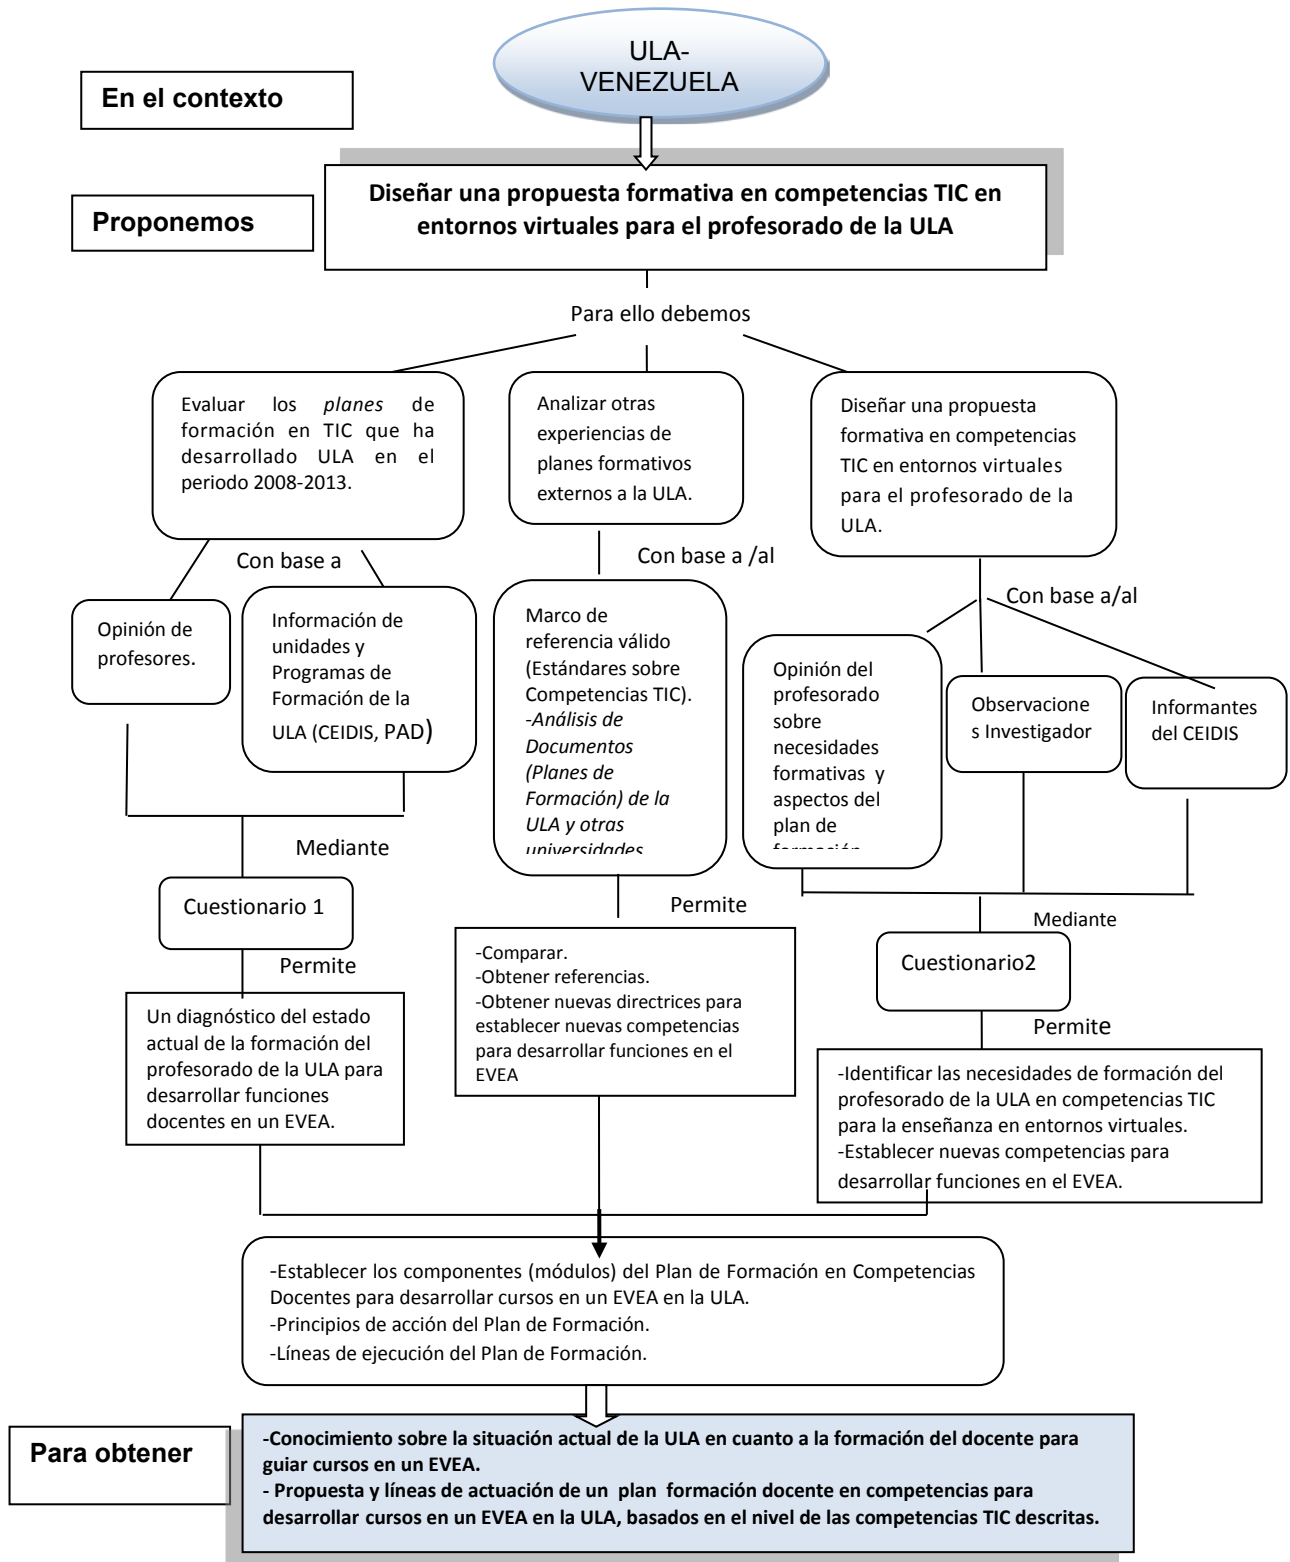 ULA-
VENEZUELA
En el contexto
Proponemos
Diseñar una propuesta formativa en competencias TIC en
entornos virtuales para el profesorado de la ULA
Para ello debemos
Evaluar los planes de
formación en TIC que ha
desarrollado ULA en el
periodo 2008-2013.
Analizar otras
experiencias de
planes formativos
externos a la ULA.
Diseñar una propuesta
formativa en competencias
TIC en entornos virtuales
para el profesorado de la
ULA.
Con base a
Con base a /al
Con base a/al
Opinión de
profesores.
Información de
unidades y
Programas de
Formación de la
ULA (CEIDIS, PAD)
Marco de
referencia válido
(Estándares sobre
Competencias TIC).
-Análisis de
Documentos
(Planes de
Formación) de la
ULA y otras
universidades
Opinión del
profesorado
sobre
necesidades
formativas y
aspectos del
plan de
formación
Observacione
s Investigador
Informantes
del CEIDIS
Mediante
Cuestionario 1
Permite
Permite
Mediante
Cuestionario2
Permite
Un diagnóstico del estado
actual de la formación del
profesorado de la ULA para
desarrollar funciones
docentes en un EVEA.
-Comparar.
-Obtener referencias.
-Obtener nuevas directrices para
establecer nuevas competencias
para desarrollar funciones en el
EVEA
-Identificar las necesidades de formación del
profesorado de la ULA en competencias TIC
para la enseñanza en entornos virtuales.
-Establecer nuevas competencias para
desarrollar funciones en el EVEA.
-Establecer los componentes (módulos) del Plan de Formación en Competencias
Docentes para desarrollar cursos en un EVEA en la ULA.
-Principios de acción del Plan de Formación.
-Líneas de ejecución del Plan de Formación.
Para obtener
-Conocimiento sobre la situación actual de la ULA en cuanto a la formación del docente para
guiar cursos en un EVEA.
- Propuesta y líneas de actuación de un plan formación docente en competencias para
desarrollar cursos en un EVEA en la ULA, basados en el nivel de las competencias TIC descritas.